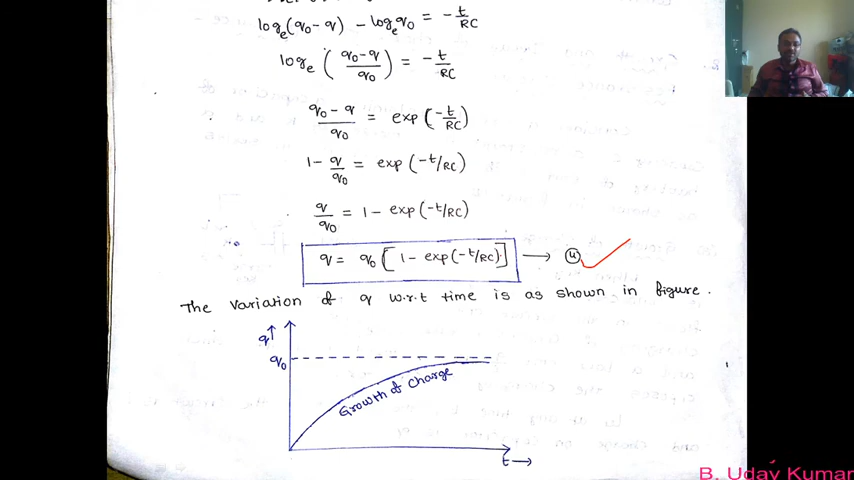 logₑ(q₀-q) - logₑq₀ = -t/RC
logₑ((q₀-q)/q₀) = -t/RC
(q₀-q)/q₀ = exp(-t/RC)
1-q/q₀ = exp(-t/RC)
q/q₀ = 1-exp(-t/RC)
q = q₀[1-exp(-t/RC)] → ④
The variation of q w.r.t time is as shown in figure.
q↑
q₀
Growth of charge
t→
B. Uday Kumar